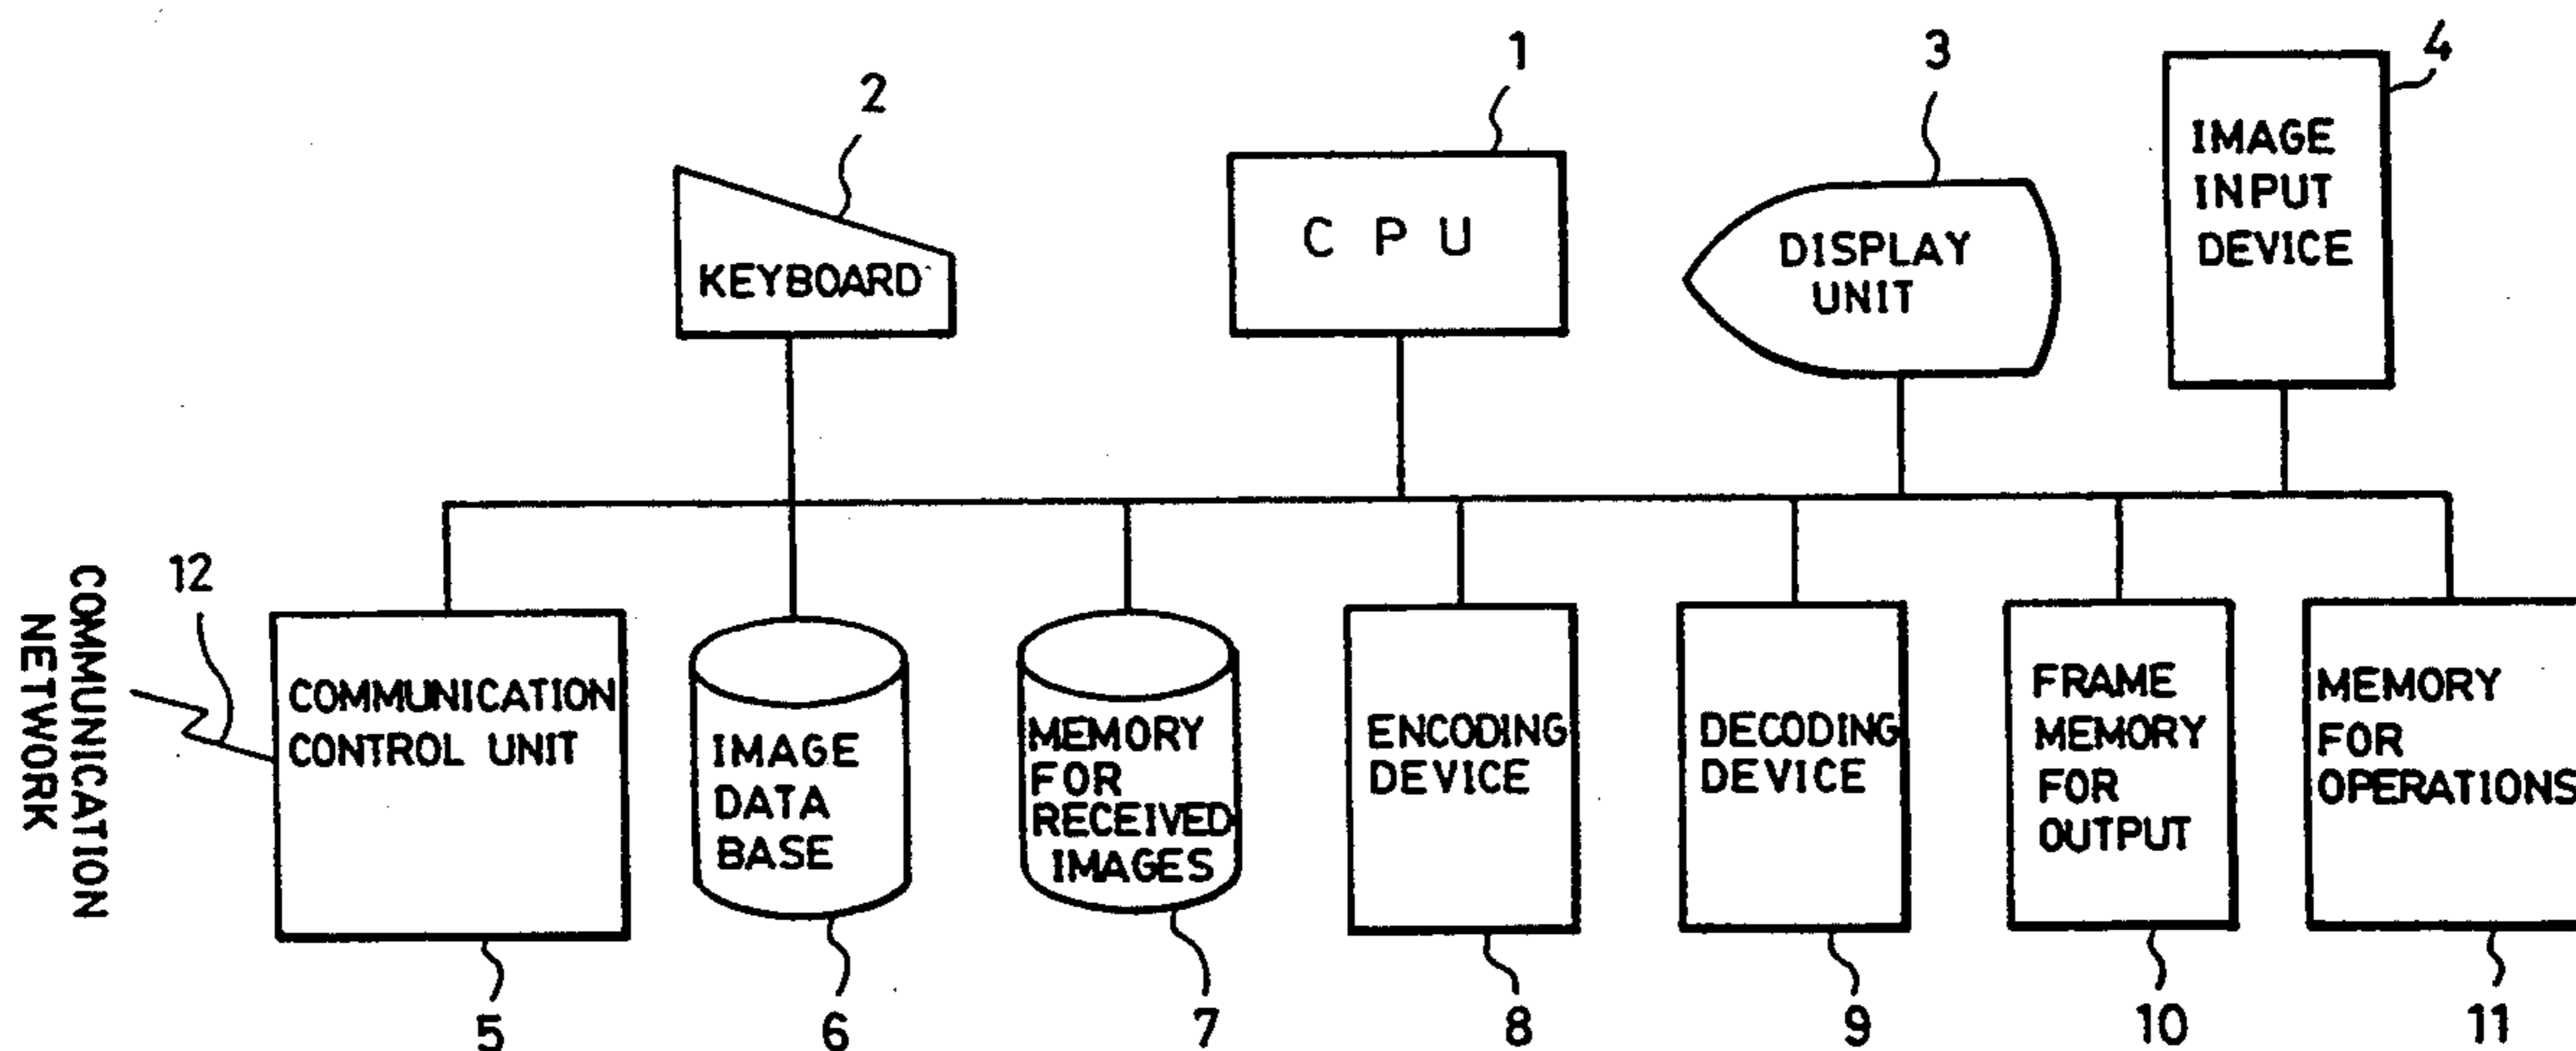 1
2
3
4
KEYBOARD
C P U
DISPLAY
UNIT
IMAGE
INPUT
DEVICE
COMMUNICATION
NETWORK
12
COMMUNICATION
CONTROL UNIT
IMAGE
DATA
BASE
MEMORY
FOR
RECEIVED
IMAGES
ENCODING
DEVICE
DECODING
DEVICE
FRAME
MEMORY
FOR
OUTPUT
MEMORY
FOR
OPERATIONS
5
6
7
8
9
10
11